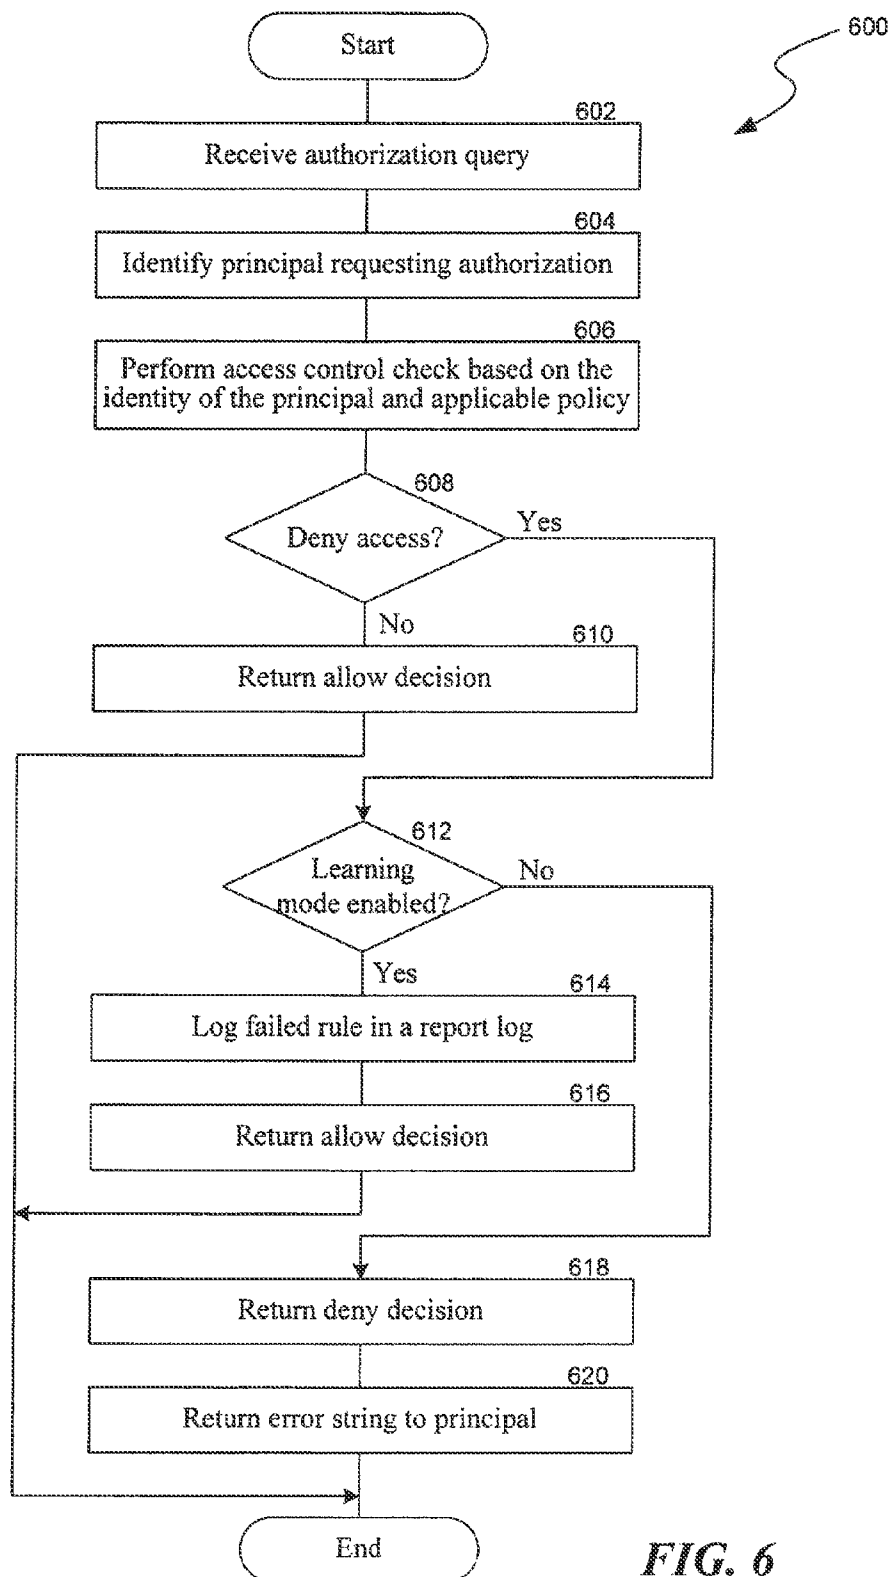 Start
600
602
Receive authorization query
604
Identify principal requesting authorization
606
Perform access control check based on the
identity of the principal and applicable policy
608
Deny access?
Yes
No
610
Return allow decision
612
Learning
mode enabled?
No
Yes
614
Log failed rule in a report log
616
Return allow decision
618
Return deny decision
620
Return error string to principal
End
FIG. 6